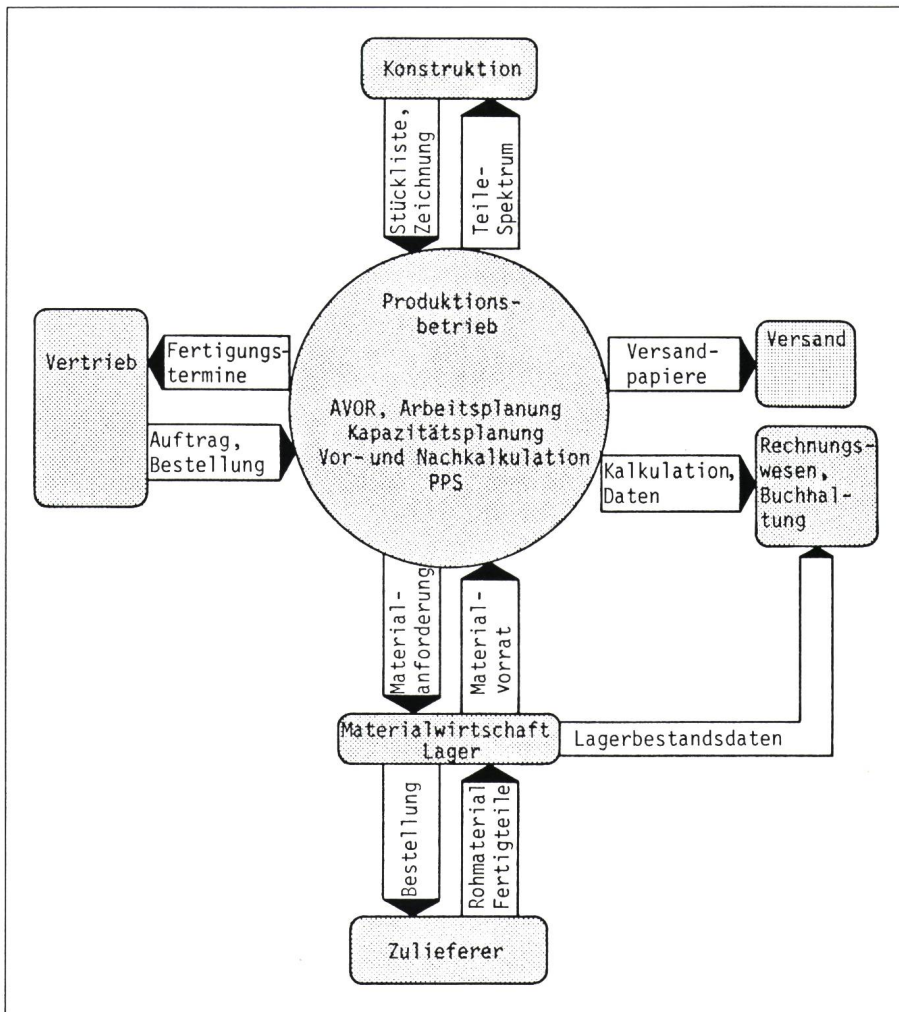 Konstruktion
Stückliste,
Zeichnung
Teile-
Spektrum
Produktions-
betrieb
AVOR, Arbeitsplanung
Kapazitätsplanung
Vor- und Nachkalkulation
PPS
Vertrieb
Fertigungs-
termine
Auftrag,
Bestellung
Versand-
papiere
Versand
Kalkulation,
Daten
Rechnungs-
wesen,
Buchhal-
tung
Material-
anforderung
Material-
vorrat
Materialwirtschaft
Lager
Lagerbestandsdaten
Bestellung
Rohmaterial
Fertigteile
Zulieferer